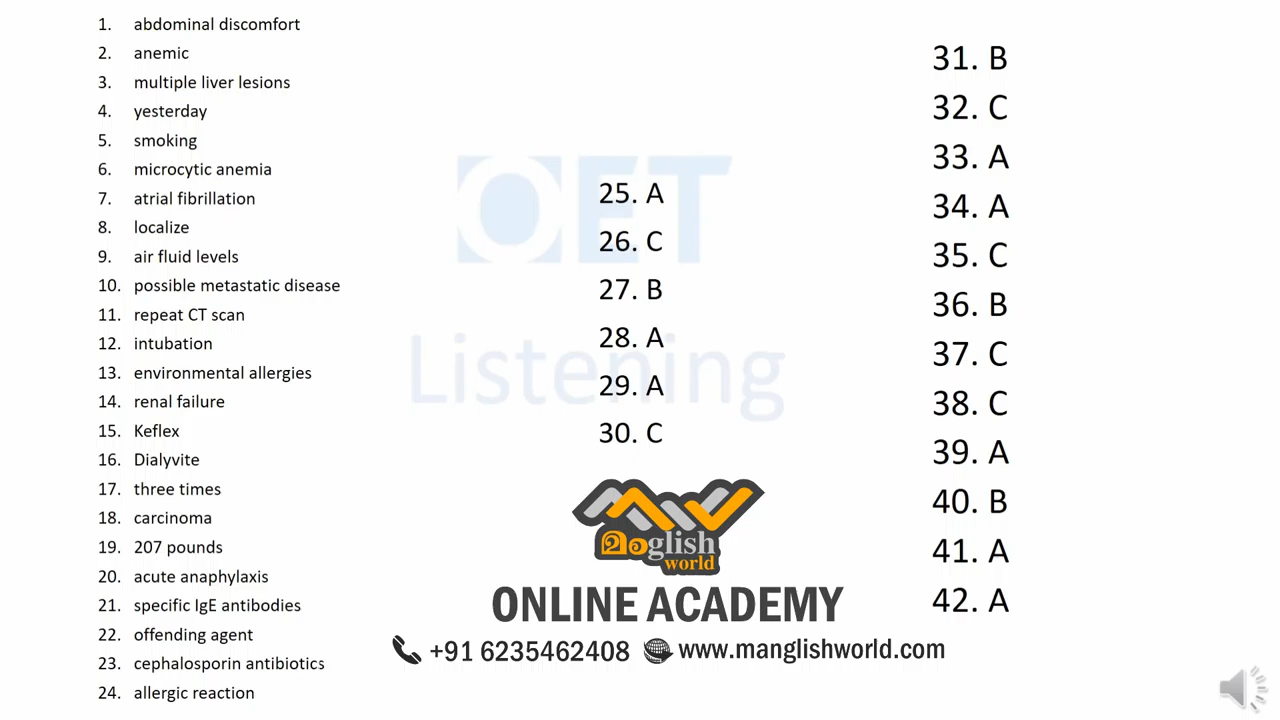 1. abdominal discomfort
2. anemic
3. multiple liver lesions
4. yesterday
5. smoking
6. microcytic anemia
7. atrial fibrillation
8. localize
9. air fluid levels
10. possible metastatic disease
11. repeat CT scan
12. intubation
13. environmental allergies
14. renal failure
15. Keflex
16. Dialyvite
17. three times
18. carcinoma
19. 207 pounds
20. acute anaphylaxis
21. specific IgE antibodies
22. offending agent
23. cephalosporin antibiotics
24. allergic reaction
OET
Listening
25. A
26. C
27. B
28. A
29. A
30. C
മംglish
world
ONLINE ACADEMY
+91 6235462408 www.manglishworld.com
31. B
32. C
33. A
34. A
35. C
36. B
37. C
38. C
39. A
40. B
41. A
42. A